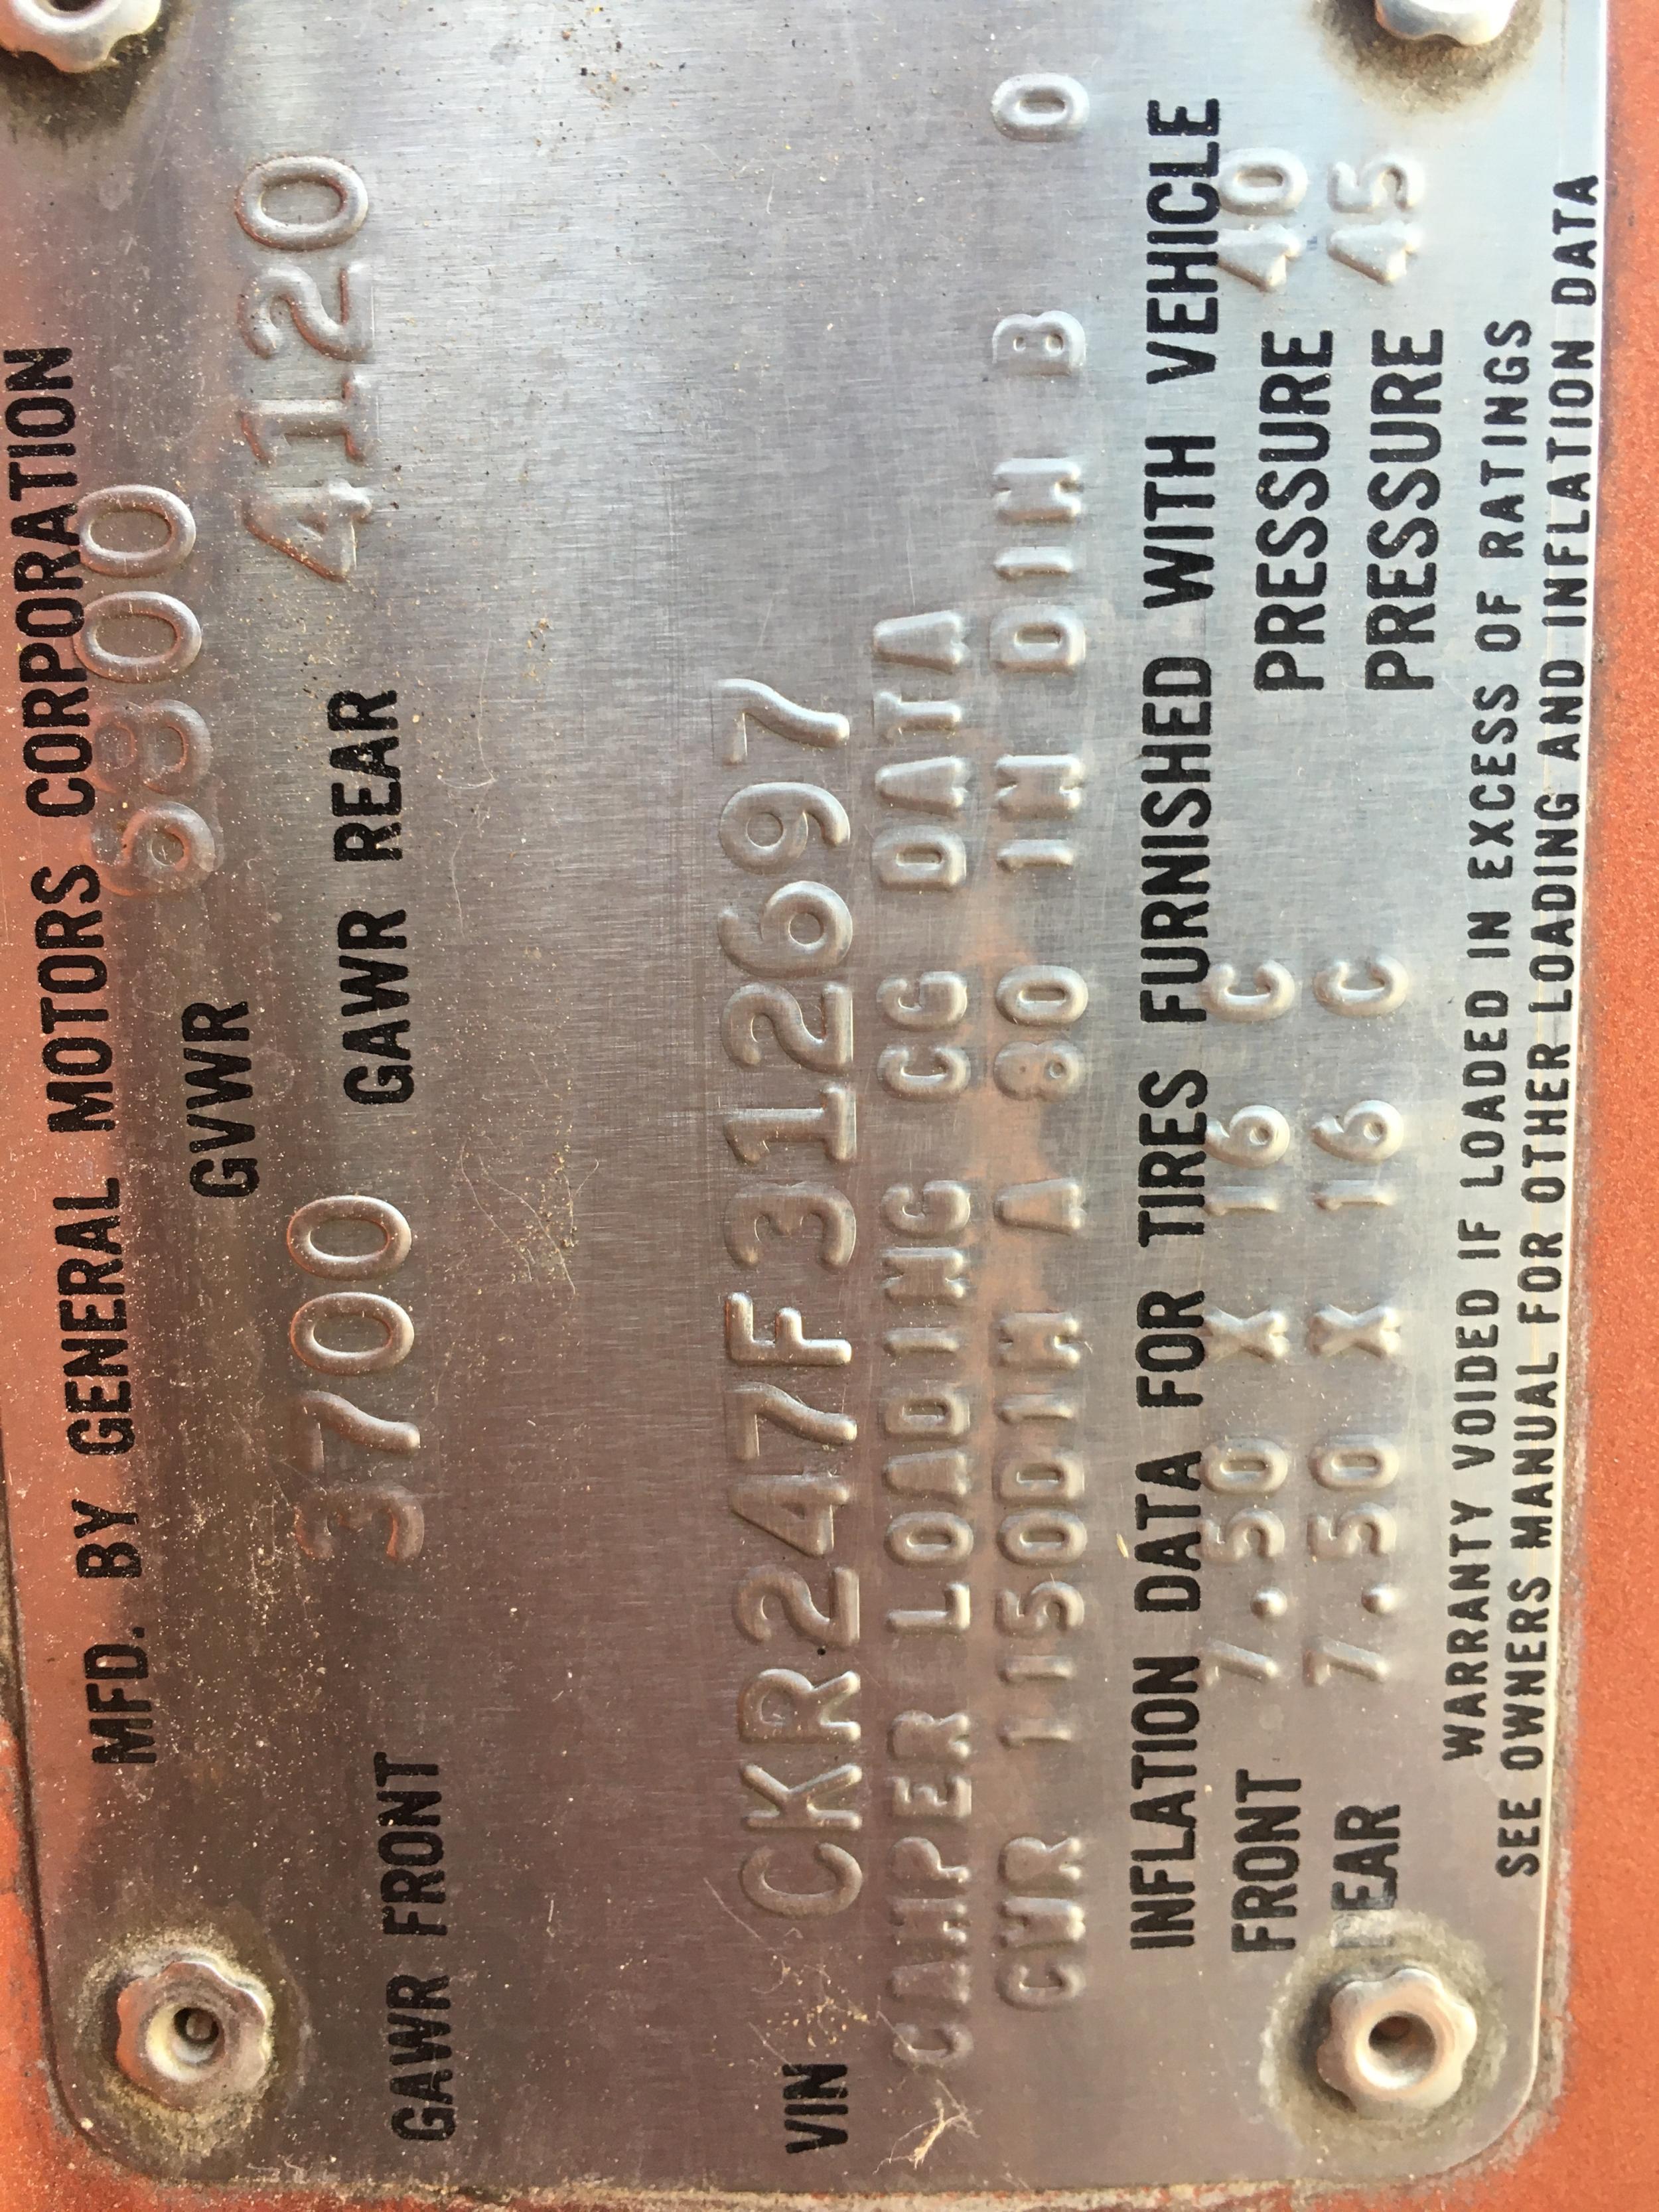 MFD. BY GENERAL MOTORS CORPORATION
GVWR 6800
GAWR FRONT 3700 GAWR REAR 4120
VIN CKR247F312697
CAMPER LOADING CG DATA
CWR 1150DIM A 80 IN DIM B 0
INFLATION DATA FOR TIRES FURNISHED WITH VEHICLE
FRONT 7.50 X 16 C PRESSURE 40
REAR 7.50 X 16 C PRESSURE 45
WARRANTY VOIDED IF LOADED IN EXCESS OF RATINGS
SEE OWNERS MANUAL FOR OTHER LOADING AND INFLATION DATA